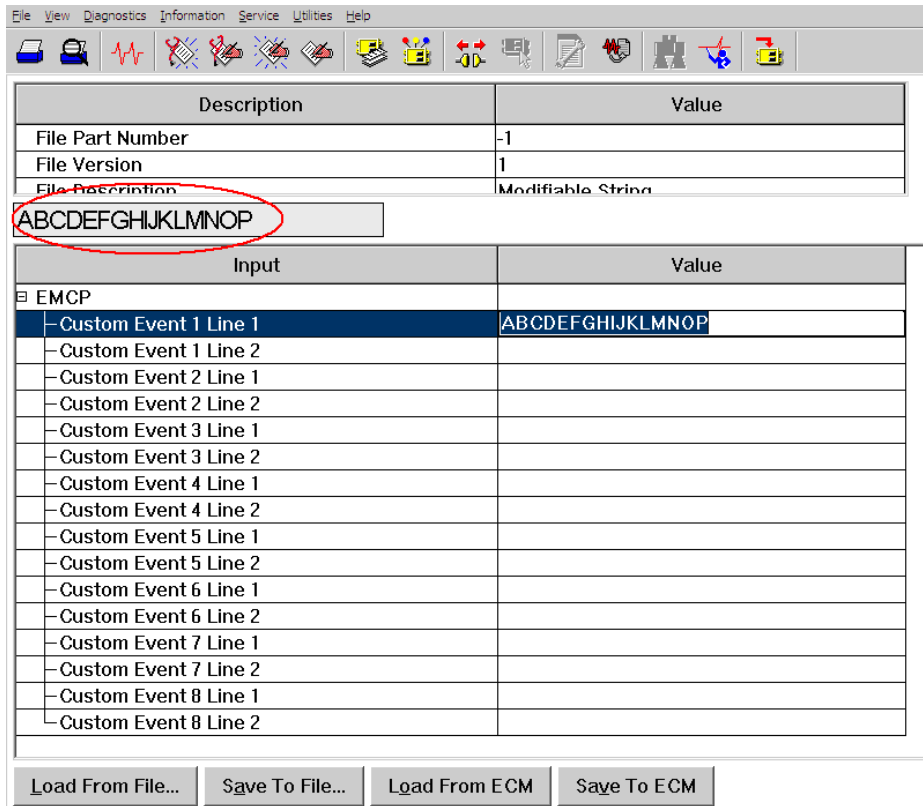 File View Diagnostics Information Service Utilities Help
Description Value
File Part Number -1
File Version 1
File Description Modifiable String
ABCDEFGHIJKLMNOP
Input Value
EMCP
Custom Event 1 Line 1 ABCDEFGHIJKLMNOP
Custom Event 1 Line 2
Custom Event 2 Line 1
Custom Event 2 Line 2
Custom Event 3 Line 1
Custom Event 3 Line 2
Custom Event 4 Line 1
Custom Event 4 Line 2
Custom Event 5 Line 1
Custom Event 5 Line 2
Custom Event 6 Line 1
Custom Event 6 Line 2
Custom Event 7 Line 1
Custom Event 7 Line 2
Custom Event 8 Line 1
Custom Event 8 Line 2
Load From File... Save To File... Load From ECM Save To ECM